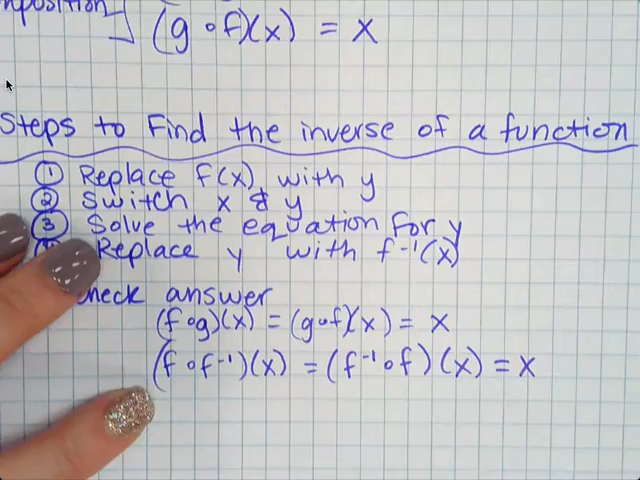 (g ∘ f)(x) = x
Steps to Find the inverse of a function
① Replace f(x) with y
② Switch x & y
③ Solve the equation for y
Replace y with f⁻¹(x)
answer
(f ∘ g)(x) = (g ∘ f)(x) = x
(f ∘ f⁻¹)(x) = (f⁻¹ ∘ f)(x) = x